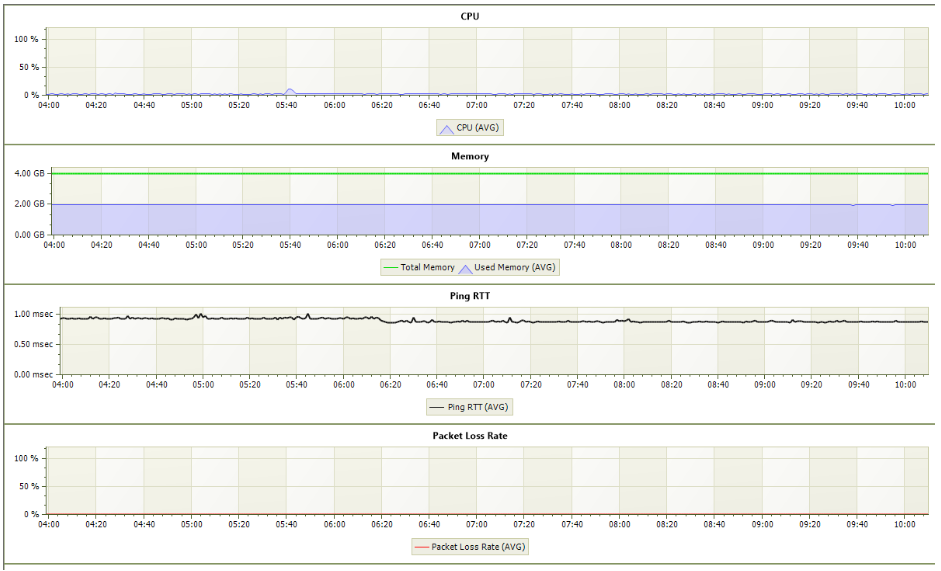 CPU
100 %
50 %
0 %
04:00 04:20 04:40 05:00 05:20 05:40 06:00 06:20 06:40 07:00 07:20 07:40 08:00 08:20 08:40 09:00 09:20 09:40 10:00
CPU (AVG)
Memory
4.00 GB
2.00 GB
0.00 GB
04:00 04:20 04:40 05:00 05:20 05:40 06:00 06:20 06:40 07:00 07:20 07:40 08:00 08:20 08:40 09:00 09:20 09:40 10:00
Total Memory Used Memory (AVG)
Ping RTT
1.00 msec
0.50 msec
0.00 msec
04:00 04:20 04:40 05:00 05:20 05:40 06:00 06:20 06:40 07:00 07:20 07:40 08:00 08:20 08:40 09:00 09:20 09:40 10:00
Ping RTT (AVG)
Packet Loss Rate
100 %
50 %
0 %
04:00 04:20 04:40 05:00 05:20 05:40 06:00 06:20 06:40 07:00 07:20 07:40 08:00 08:20 08:40 09:00 09:20 09:40 10:00
Packet Loss Rate (AVG)